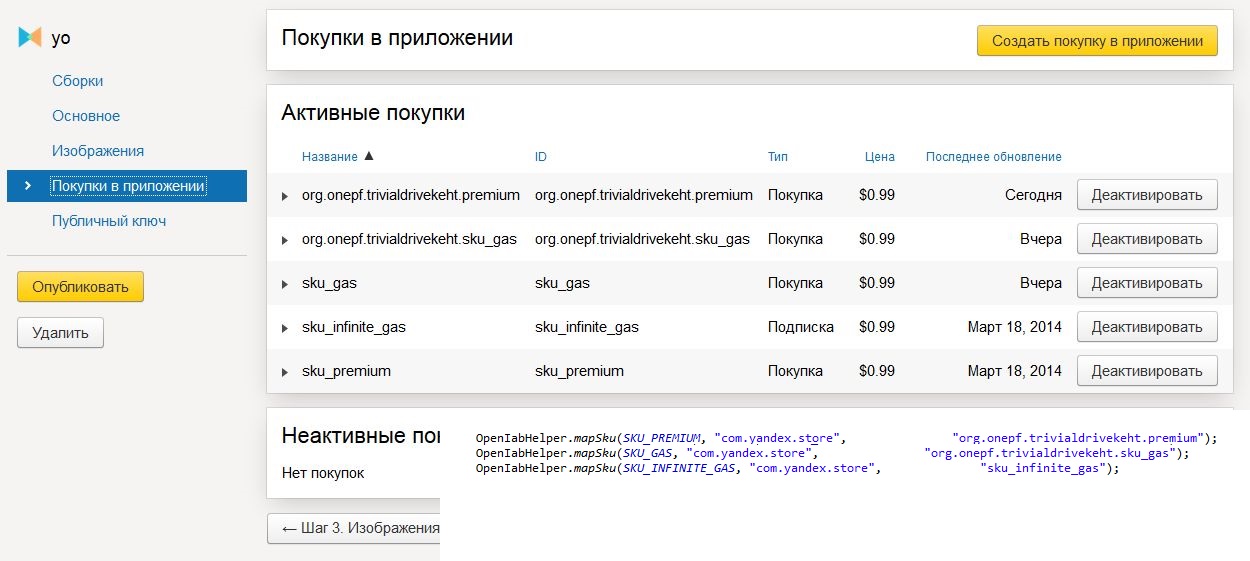 yo
Сборки
Основное
Изображения
Покупки в приложении
Публичный ключ
Опубликовать
Удалить
Покупки в приложении Создать покупку в приложении
Активные покупки
Название ▲ ID Тип Цена Последнее обновление
org.onepf.trivialdrivekeht.premium org.onepf.trivialdrivekeht.premium Покупка $0.99 Сегодня Деактивировать
org.onepf.trivialdrivekeht.sku_gas org.onepf.trivialdrivekeht.sku_gas Покупка $0.99 Вчера Деактивировать
sku_gas sku_gas Покупка $0.99 Вчера Деактивировать
sku_infinite_gas sku_infinite_gas Подписка $0.99 Март 18, 2014 Деактивировать
sku_premium sku_premium Покупка $0.99 Март 18, 2014 Деактивировать
Неактивные
Нет покупок
← Шаг 3. Изображения
OpenIabHelper.mapSku(SKU_PREMIUM, "com.yandex.store", "org.onepf.trivialdrivekeht.premium");
OpenIabHelper.mapSku(SKU_GAS, "com.yandex.store", "org.onepf.trivialdrivekeht.sku_gas");
OpenIabHelper.mapSku(SKU_INFINITE_GAS, "com.yandex.store", "sku_infinite_gas");